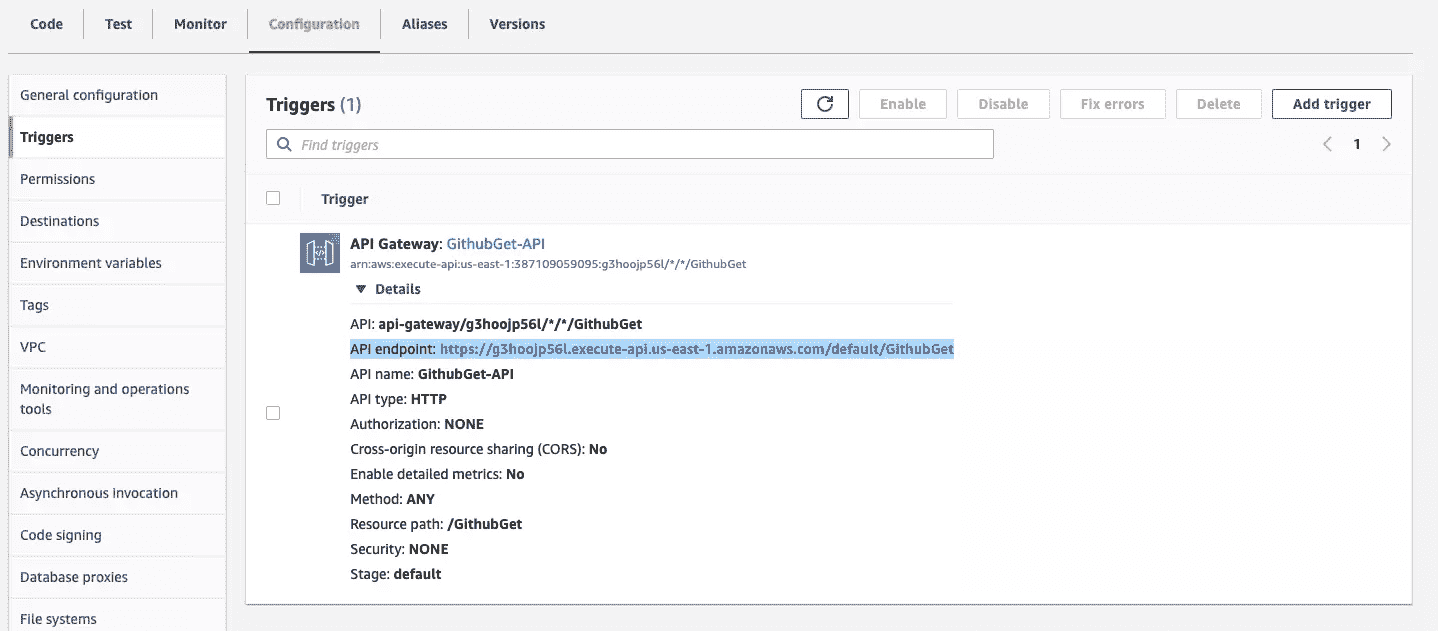 Code Test Monitor Configuration Aliases Versions
General configuration
Triggers
Permissions
Destinations
Environment variables
Tags
VPC
Monitoring and operations
tools
Concurrency
Asynchronous invocation
Code signing
Database proxies
File systems
Triggers (1)
Enable Disable Fix errors Delete Add trigger
Find triggers
1
Trigger
API Gateway: GithubGet-API
arn:aws:execute-api:us-east-1:387109059095:g3hoojp56l/*/*/GithubGet
▼ Details
API: api-gateway/g3hoojp56l/*/*/GithubGet
API endpoint: https://g3hoojp56l.execute-api.us-east-1.amazonaws.com/default/GithubGet
API name: GithubGet-API
API type: HTTP
Authorization: NONE
Cross-origin resource sharing (CORS): No
Enable detailed metrics: No
Method: ANY
Resource path: /GithubGet
Security: NONE
Stage: default